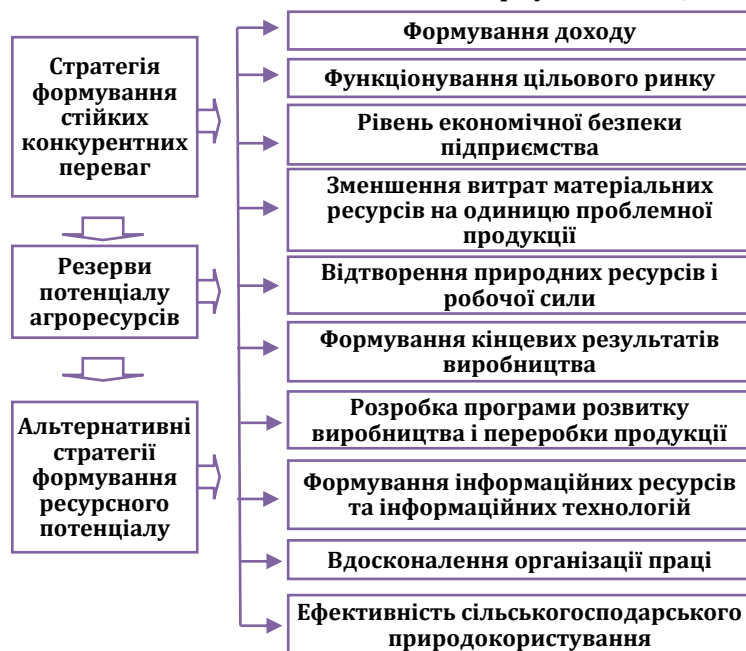 Стратегія
формування
стійких
конкурентних
переваг
Резерви
потенціалу
агроресурсів
Альтернативні
стратегії
формування
ресурсного
потенціалу
Формування доходу
Функціонування цільового ринку
Рівень економічної безпеки
підприємства
Зменшення витрат матеріальних
ресурсів на одиницю проблемної
продукції
Відтворення природних ресурсів і
робочої сили
Формування кінцевих результатів
виробництва
Розробка програми розвитку
виробництва і переробки продукції
Формування інформаційних ресурсів
та інформаційних технологій
Вдосконалення організації праці
Ефективність сільськогосподарського
природокористування